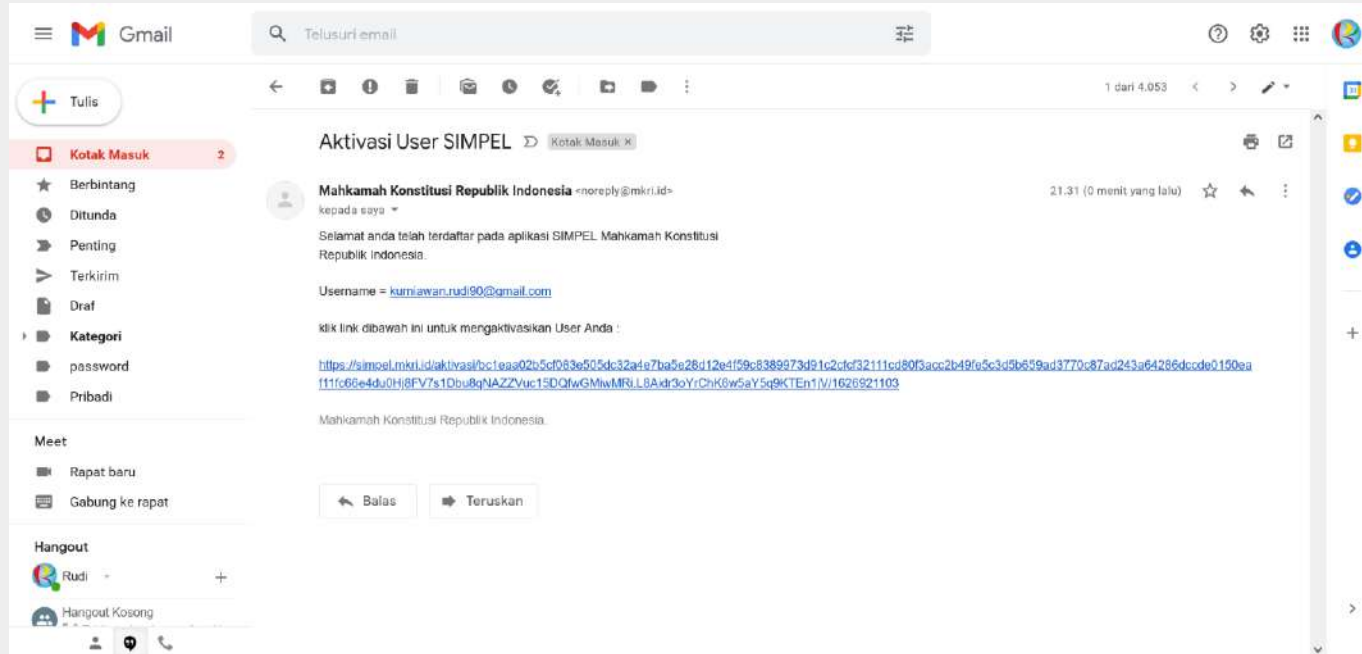 Gmail
Telusuri email
Tulis
1 dari 4.053
Kotak Masuk 2
Berbintang
Ditunda
Penting
Terkirim
Draf
Kategori
password
Pribadi
Meet
Rapat baru
Gabung ke rapat
Hangout
Rudi
Hangout Kosong
Aktivasi User SIMPEL Kotak Masuk ×
Mahkamah Konstitusi Republik Indonesia <noreply@mkri.id> 21.31 (0 menit yang lalu)
kepada saya
Selamat anda telah terdaftar pada aplikasi SIMPEL Mahkamah Konstitusi
Republik Indonesia.
Username = kurniawan.rudi90@gmail.com
klik link dibawah ini untuk mengaktivasikan User Anda :
Mahkamah Konstitusi Republik Indonesia.
Balas Teruskan